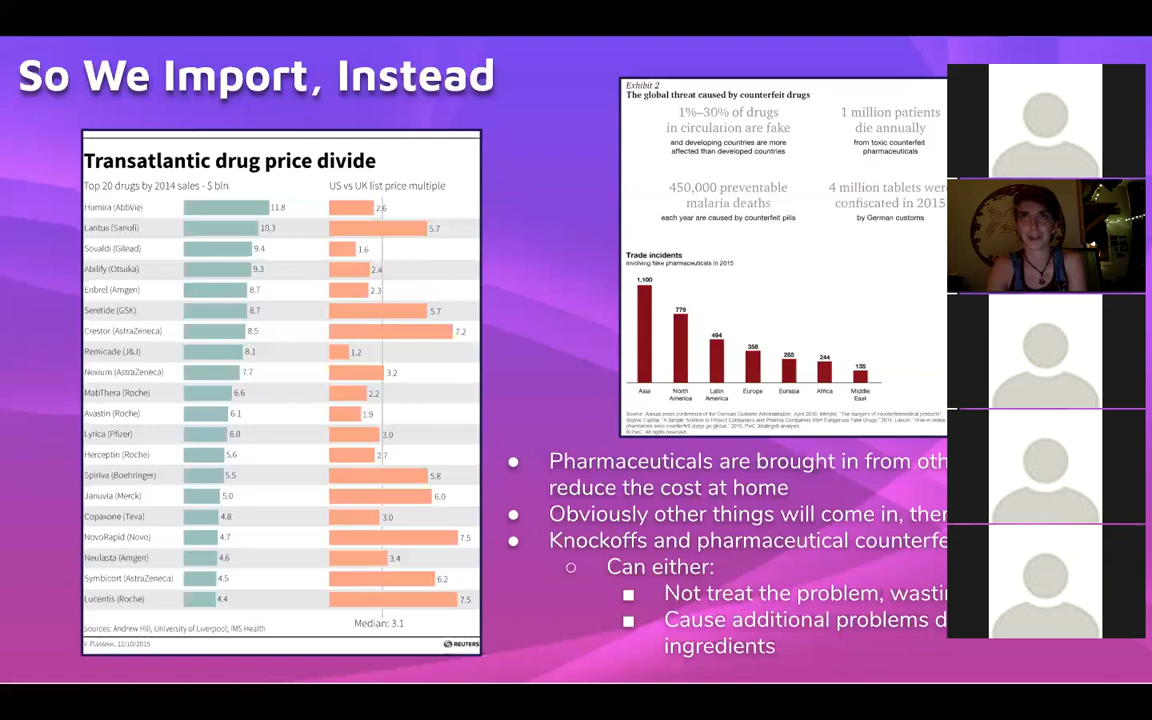 So We Import, Instead
Transatlantic drug price divide
Top 20 drugs by 2014 sales - $ bln US vs UK list price multiple
Humira (AbbVie) 11.8 2.6
Lantus (Sanofi) 10.3 5.7
Sovaldi (Gilead) 9.4 1.6
Abilify (Otsuka) 9.3 2.4
Enbrel (Amgen) 8.7 2.3
Seretide (GSK) 8.7 5.7
Crestor (AstraZeneca) 8.5 7.2
Remicade (J&J) 8.1 1.2
Nexium (AstraZeneca) 7.7 3.2
MabThera (Roche) 6.6 2.2
Avastin (Roche) 6.1 1.9
Lyrica (Pfizer) 6.0 3.0
Herceptin (Roche) 5.6 2.7
Spiriva (Boehringer) 5.5 5.8
Januvia (Merck) 5.0 6.0
Copaxone (Teva) 4.8 3.0
NovoRapid (Novo) 4.7 7.5
Neulasta (Amgen) 4.6 3.4
Symbicort (AstraZeneca) 4.5 6.2
Lucentis (Roche) 4.4 7.5
Median: 3.1
Sources: Andrew Hill, University of Liverpool; IMS Health
V. Flasseur, 12/10/2015 REUTERS
Exhibit 2
The global threat caused by counterfeit drugs
1%–30% of drugs
in circulation are fake
and developing countries are more
affected than developed countries
1 million patients
die annually
from toxic counterfeit
pharmaceuticals
450,000 preventable
malaria deaths
each year are caused by counterfeit pills
4 million tablets were
confiscated in 2015
by German customs
Trade incidents
involving fake pharmaceuticals in 2015
1,100 779 494 358 265 244 135
Asia North America Latin America Europe Eurasia Africa Middle East
© PwC. All rights reserved.
● Pharmaceuticals are brought in from oth
reduce the cost at home
● Obviously other things will come in, ther
● Knockoffs and pharmaceutical counterfe
○ Can either:
■ Not treat the problem, wastin
■ Cause additional problems d
ingredients